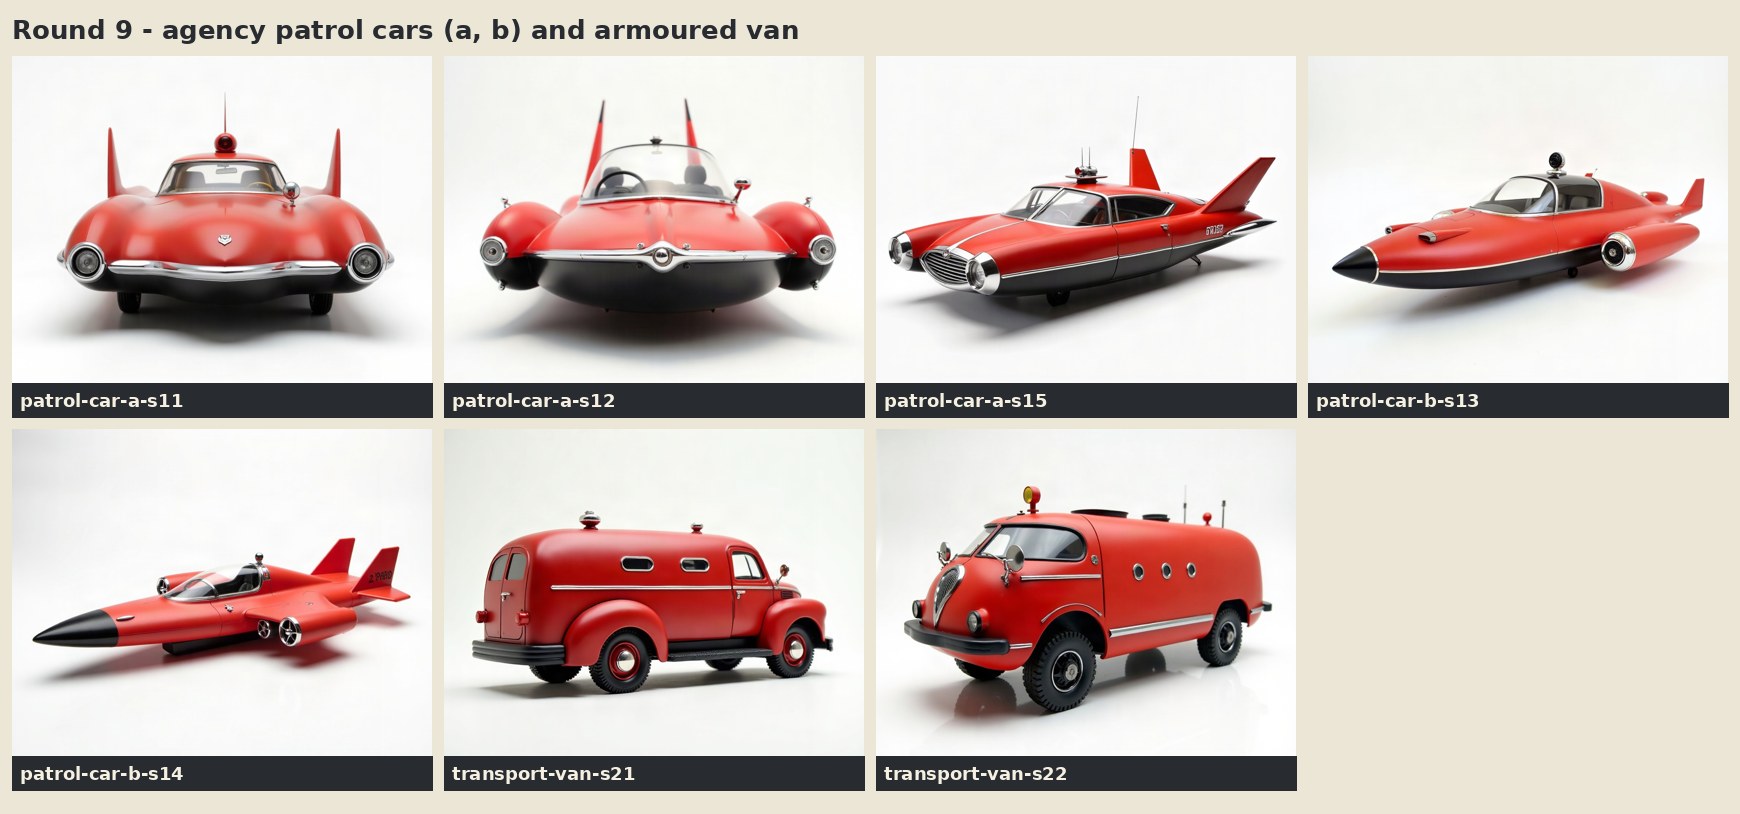 Round 9 - agency patrol cars (a, b) and armoured van
patrol-car-a-s11
patrol-car-a-s12
patrol-car-a-s15
patrol-car-b-s13
patrol-car-b-s14
transport-van-s21
transport-van-s22